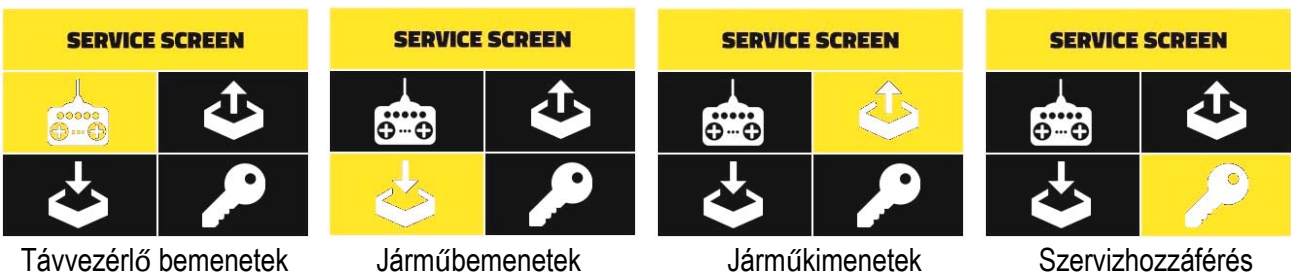 SERVICE SCREEN
SERVICE SCREEN
SERVICE SCREEN
SERVICE SCREEN
Távvezérlő bemenetek
Járműbemenetek
Járműkimenetek
Szervizhozzáférés